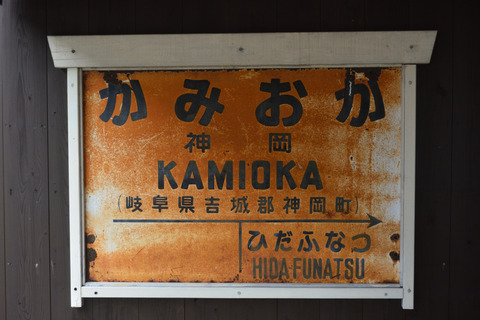 かみおか
神岡
KAMIOKA
(岐阜県吉城郡神岡町)
ひだふなつ
HIDA-FUNATSU